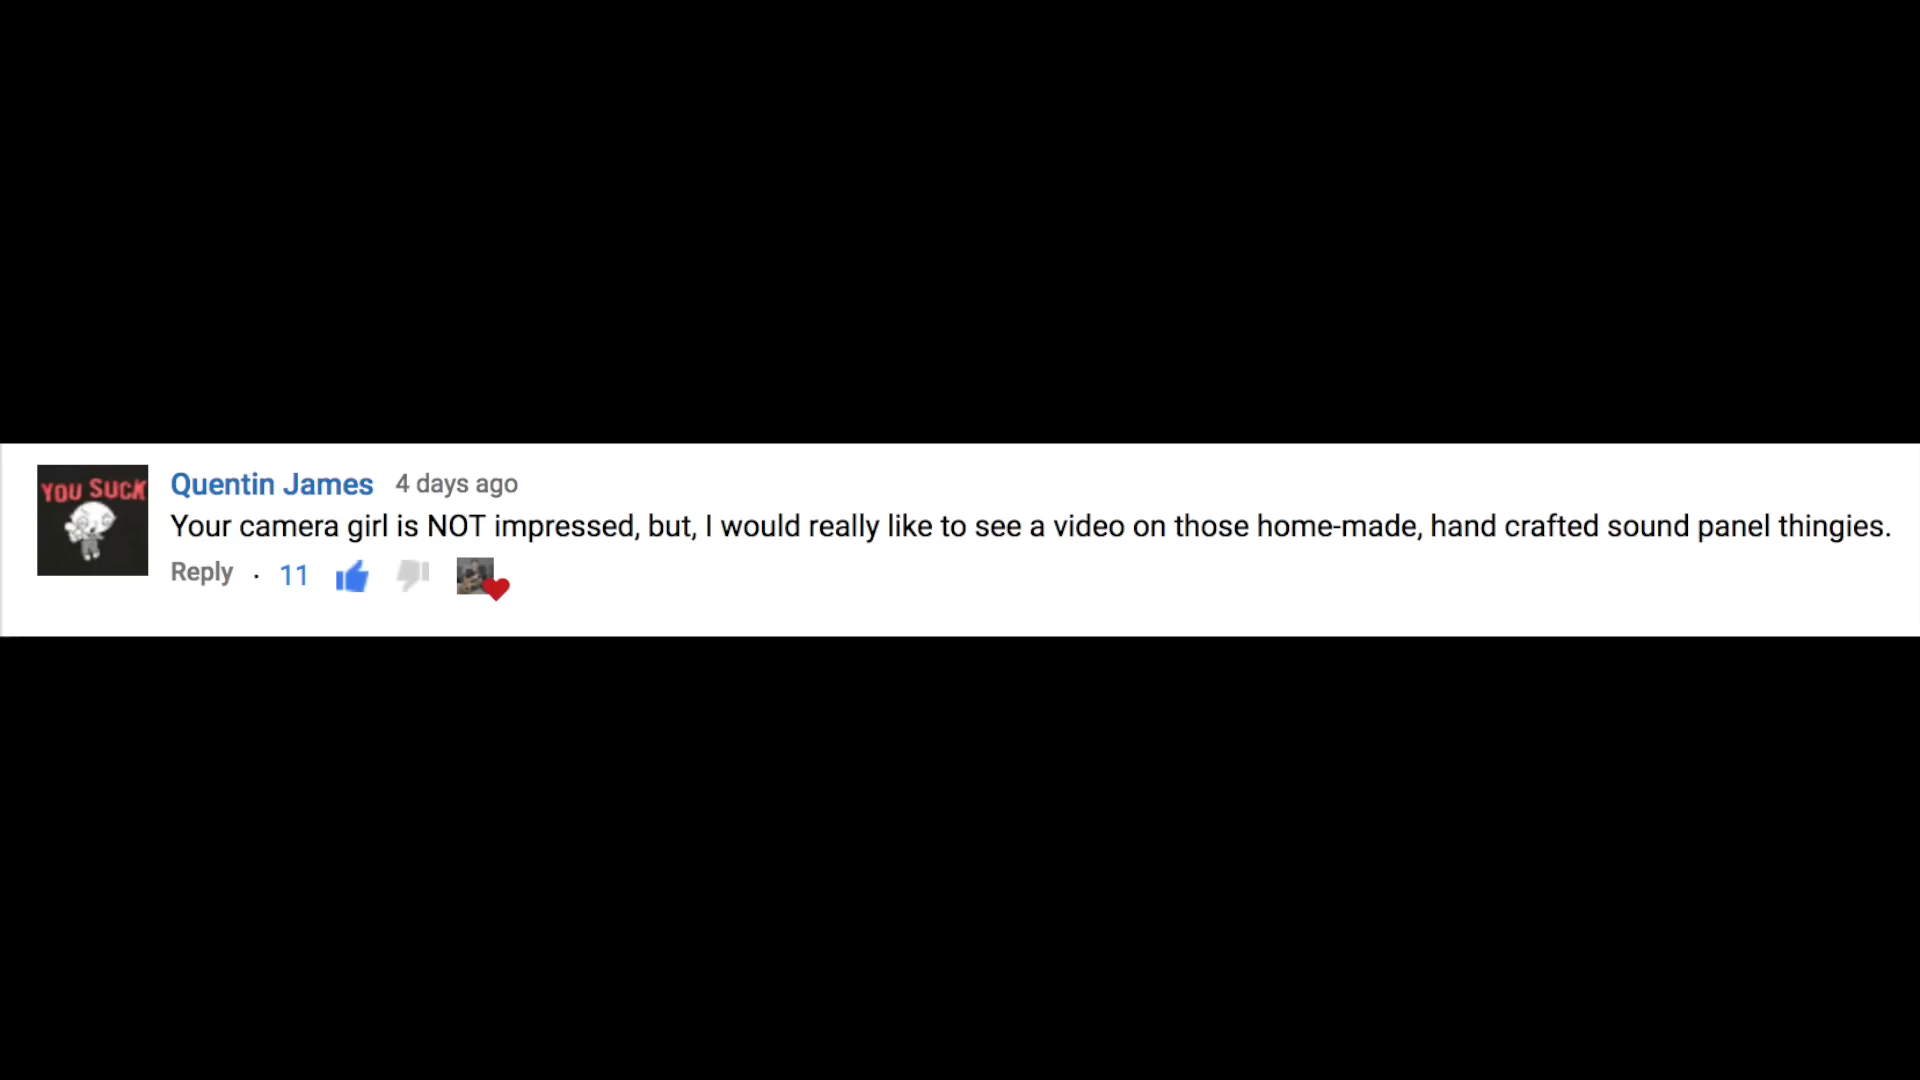 YOU SUCK
Quentin James 4 days ago
Your camera girl is NOT impressed, but, I would really like to see a video on those home-made, hand crafted sound panel thingies.
Reply · 11